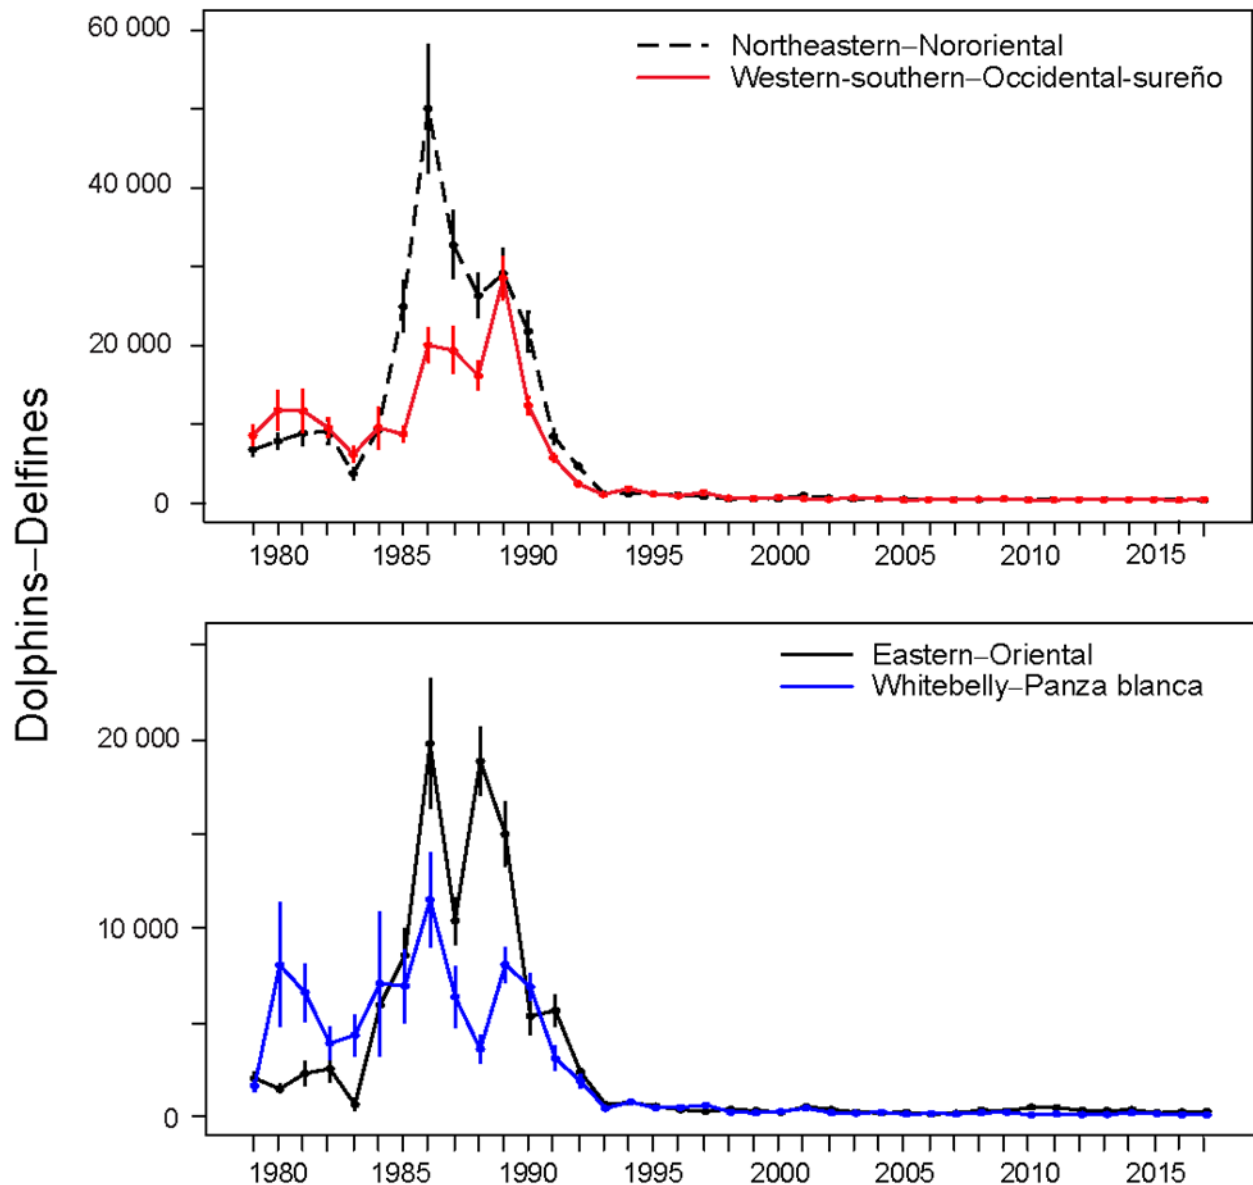 Dolphins–Delfines
60 000
40 000
20 000
0
Northeastern–Nororiental
Western-southern–Occidental-sureño
1980 1985 1990 1995 2000 2005 2010 2015
20 000
10 000
0
Eastern–Oriental
Whitebelly–Panza blanca
1980 1985 1990 1995 2000 2005 2010 2015